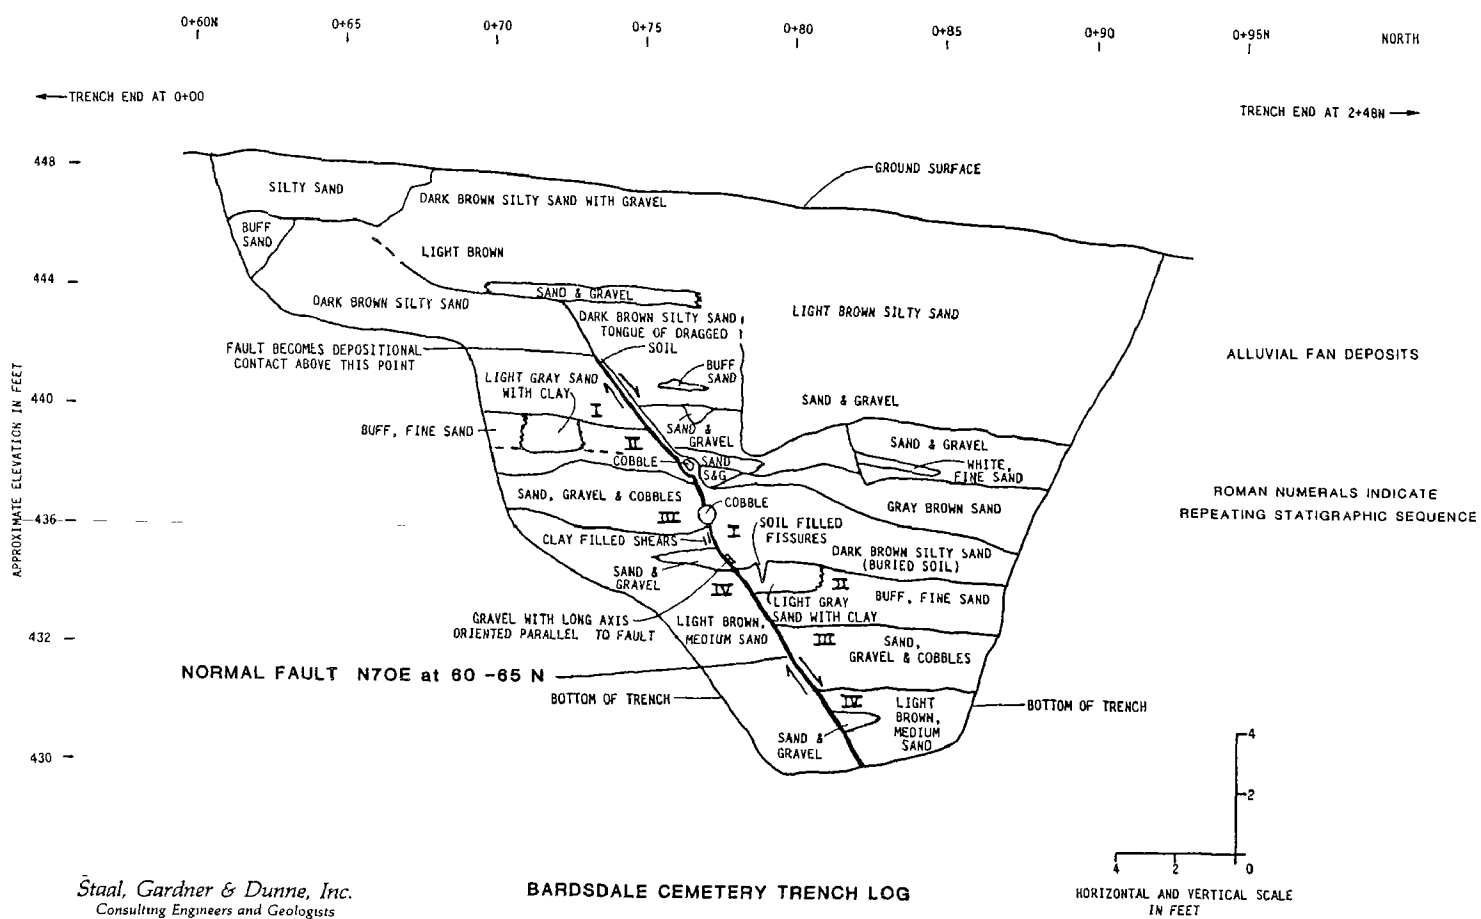 0+60N
0+65
0+70
0+75
0+80
0+85
0+90
0+95N
NORTH
TRENCH END AT 0+00
TRENCH END AT 2+48N
448
GROUND SURFACE
SILTY SAND
DARK BROWN SILTY SAND WITH GRAVEL
BUFF
SAND
LIGHT BROWN
444
SAND & GRAVEL
DARK BROWN SILTY SAND
DARK BROWN SILTY SAND
LIGHT BROWN SILTY SAND
TONGUE OF DRAGGED
SOIL
FAULT BECOMES DEPOSITIONAL
CONTACT ABOVE THIS POINT
ALLUVIAL FAN DEPOSITS
BUFF
SAND
LIGHT GRAY SAND
WITH CLAY
APPROXIMATE ELEVATION IN FEET
440
SAND & GRAVEL
I
BUFF, FINE SAND
SAND
&
GRAVEL
SAND & GRAVEL
II
COBBLE
SAND
S&G
WHITE,
FINE SAND
SAND, GRAVEL & COBBLES
COBBLE
GRAY BROWN SAND
ROMAN NUMERALS INDICATE
REPEATING STATIGRAPHIC SEQUENCE
436
III
I
SOIL FILLED
FISSURES
CLAY FILLED SHEARS
DARK BROWN SILTY SAND
(BURIED SOIL)
SAND &
GRAVEL
IV
II
BUFF, FINE SAND
LIGHT GRAY
SAND WITH CLAY
GRAVEL WITH LONG AXIS
ORIENTED PARALLEL TO FAULT
LIGHT BROWN,
MEDIUM SAND
432
III
SAND,
GRAVEL & COBBLES
NORMAL FAULT N70E at 60 -65 N
BOTTOM OF TRENCH
IV
LIGHT
BROWN,
MEDIUM
SAND
BOTTOM OF TRENCH
SAND &
GRAVEL
430
4
2
0
4
2
HORIZONTAL AND VERTICAL SCALE
IN FEET
Staal, Gardner & Dunne, Inc.
Consulting Engineers and Geologists
BARDSDALE CEMETERY TRENCH LOG